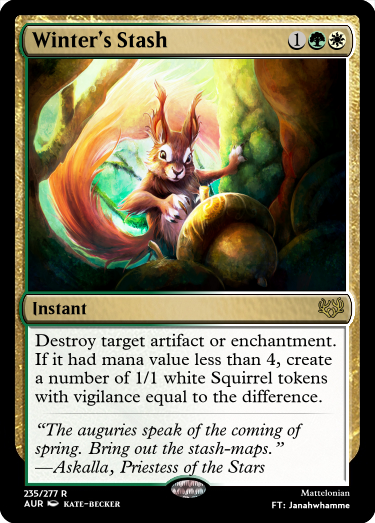 Winter's Stash 1
Instant
Destroy target artifact or enchantment.
If it had mana value less than 4, create
a number of 1/1 white Squirrel tokens
with vigilance equal to the difference.
“The auguries speak of the coming of
spring. Bring out the stash-maps.”
—Askalla, Priestess of the Stars
235/277 R
Mattelonian
AUR KATE-BECKER
FT: Janahwhamme